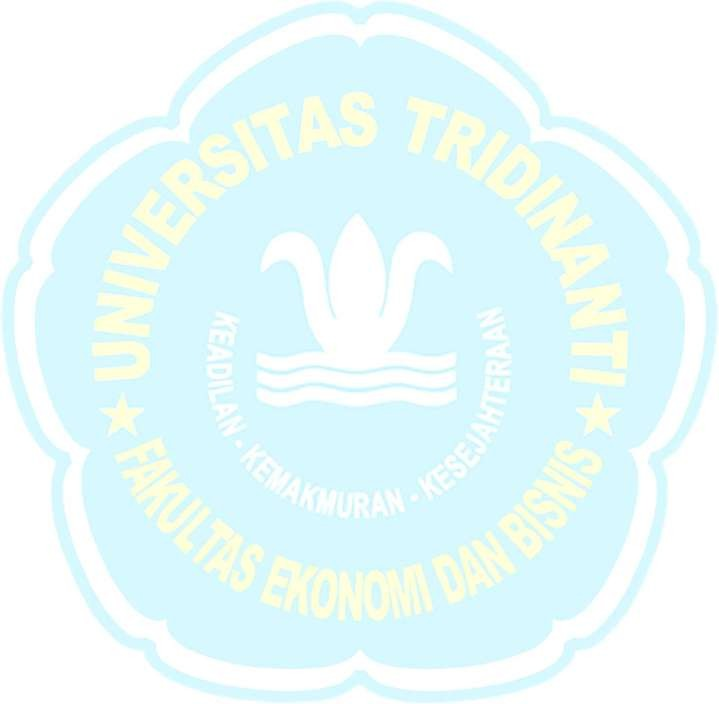 UNIVERSITAS TRIDINANTI
KEADILAN - KEMAKMURAN - KESEJAHTERAAN
FAKULTAS EKONOMI DAN BISNIS